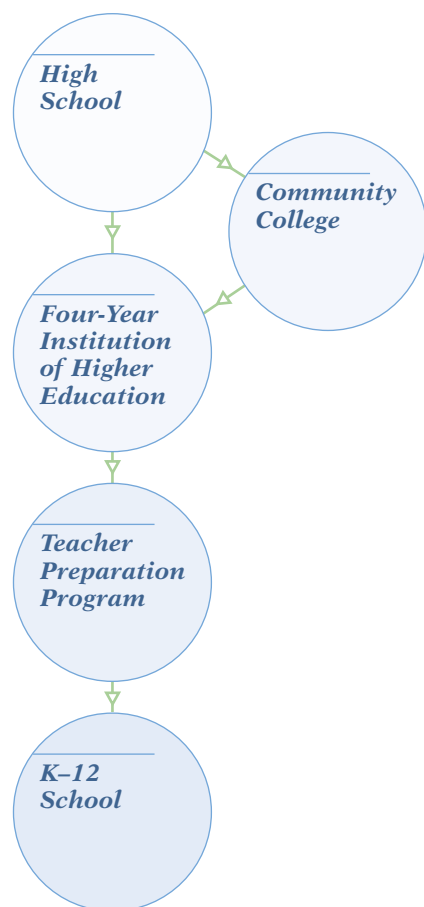 High
School
Community
College
Four-Year
Institution
of Higher
Education
Teacher
Preparation
Program
K–12
School